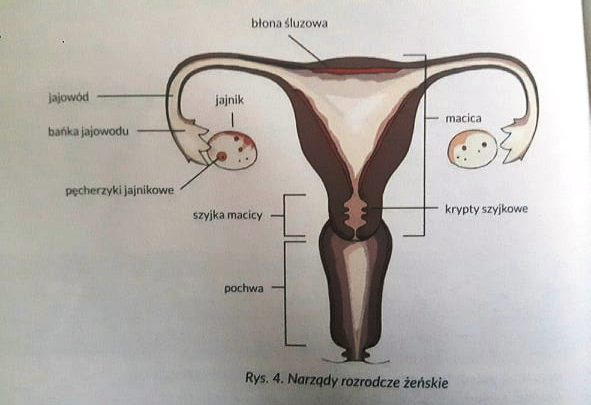 błona śluzowa
jajowód
jajnik
bańka jajowodu
macica
pęcherzyki jajnikowe
szyjka macicy
krypty szyjkowe
pochwa
Rys. 4. Narządy rozrodcze żeńskie